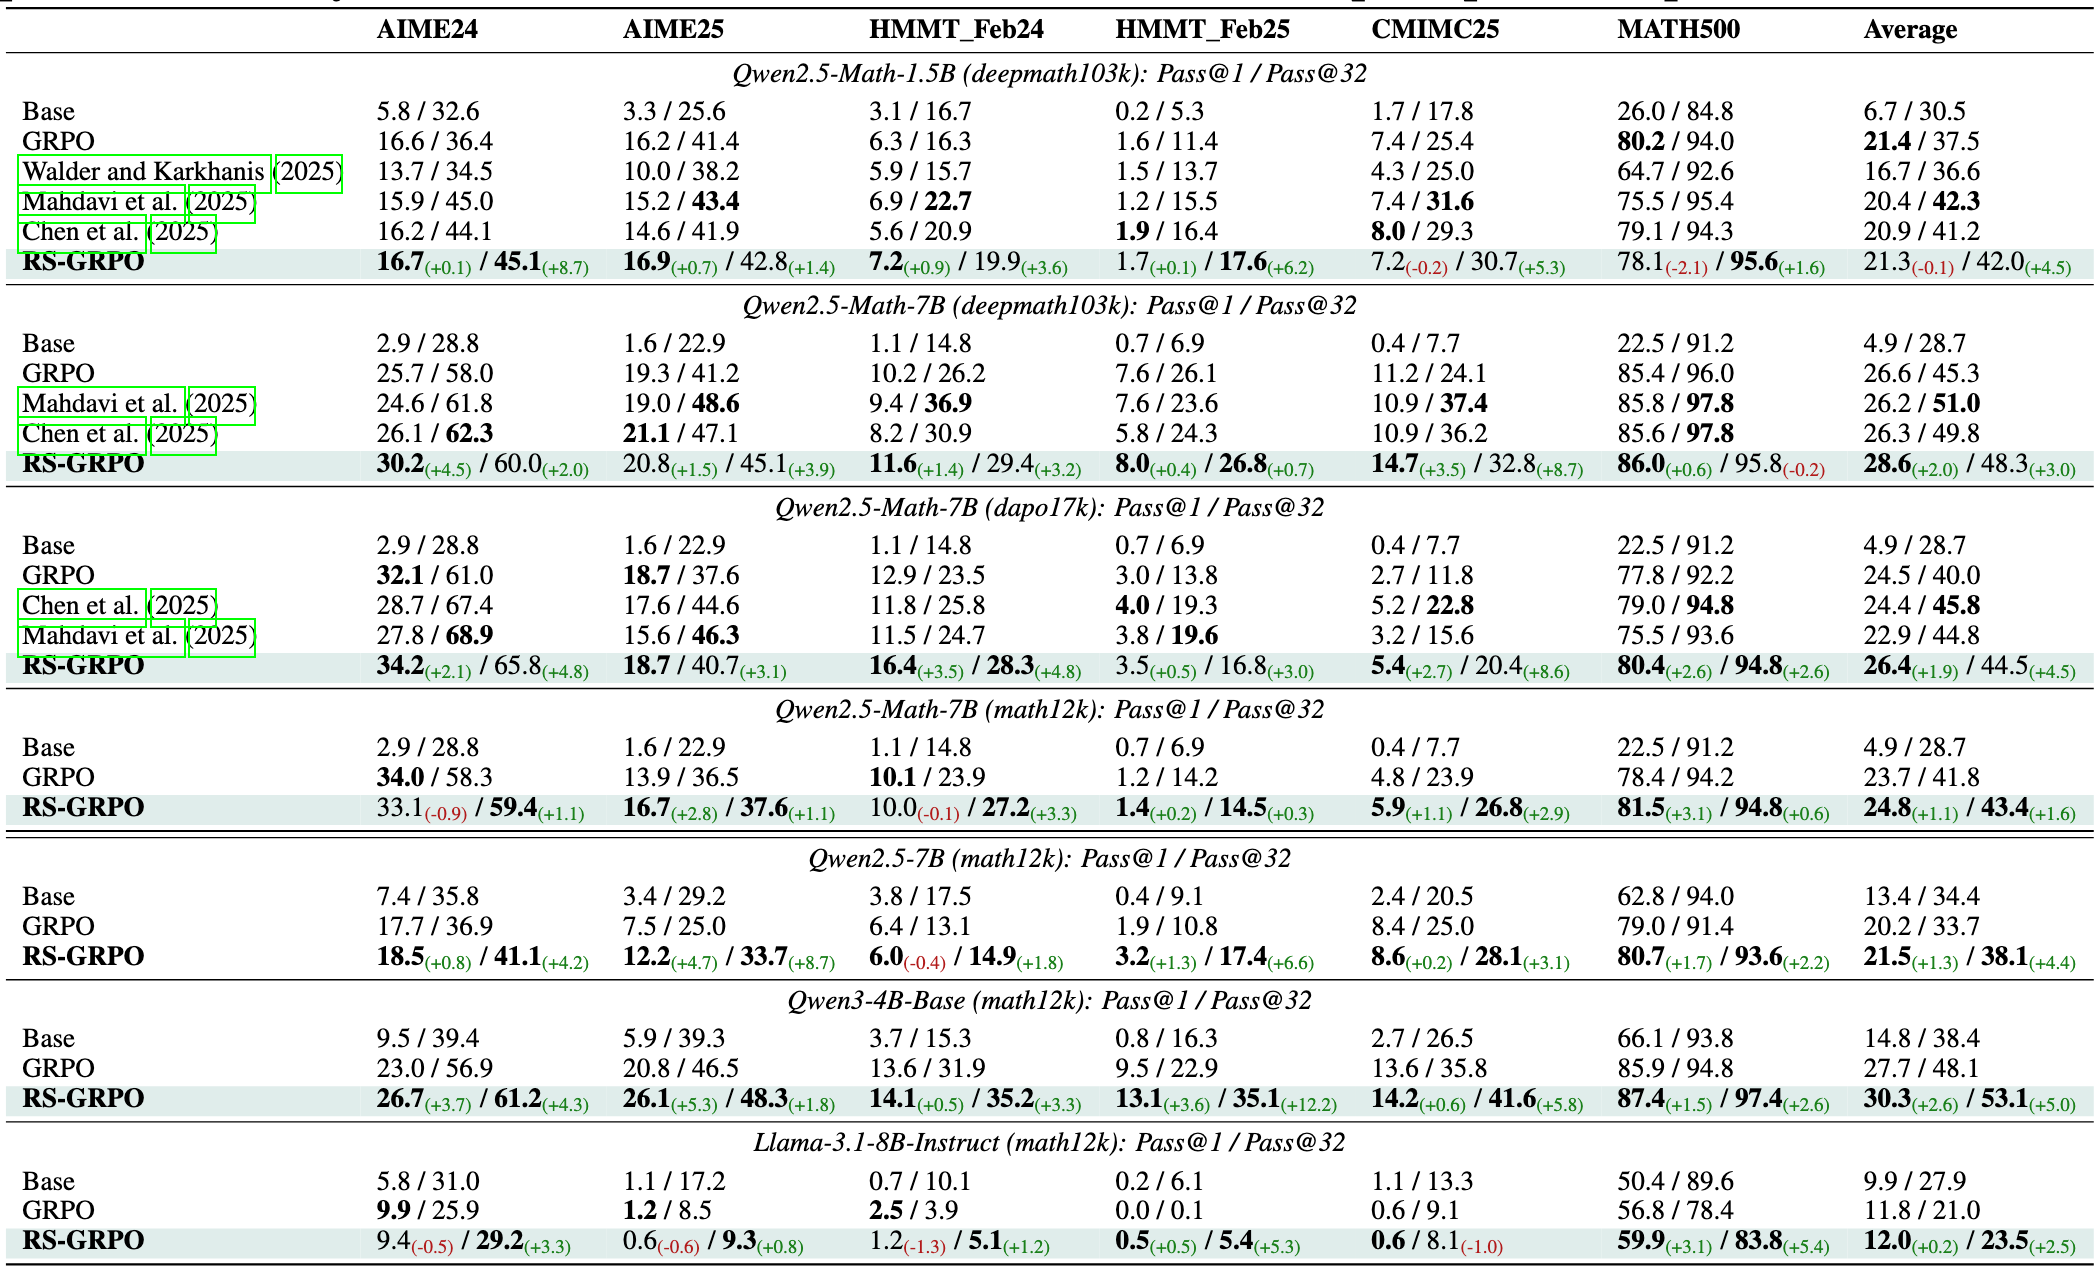 AIME24 AIME25 HMMT_Feb24 HMMT_Feb25 CMIMC25 MATH500 Average
Qwen2.5-Math-1.5B (deepmath103k): Pass@1 / Pass@32
Base 5.8 / 32.6 3.3 / 25.6 3.1 / 16.7 0.2 / 5.3 1.7 / 17.8 26.0 / 84.8 6.7 / 30.5
GRPO 16.6 / 36.4 16.2 / 41.4 6.3 / 16.3 1.6 / 11.4 7.4 / 25.4 80.2 / 94.0 21.4 / 37.5
Walder and Karkhanis (2025) 13.7 / 34.5 10.0 / 38.2 5.9 / 15.7 1.5 / 13.7 4.3 / 25.0 64.7 / 92.6 16.7 / 36.6
Mahdavi et al. (2025) 15.9 / 45.0 15.2 / 43.4 6.9 / 22.7 1.2 / 15.5 7.4 / 31.6 75.5 / 95.4 20.4 / 42.3
Chen et al. (2025) 16.2 / 44.1 14.6 / 41.9 5.6 / 20.9 1.9 / 16.4 8.0 / 29.3 79.1 / 94.3 20.9 / 41.2
RS-GRPO 16.7(+0.1) / 45.1(+8.7) 16.9(+0.7) / 42.8(+1.4) 7.2(+0.9) / 19.9(+3.6) 1.7(+0.1) / 17.6(+6.2) 7.2(-0.2) / 30.7(+5.3) 78.1(-2.1) / 95.6(+1.6) 21.3(-0.1) / 42.0(+4.5)
Qwen2.5-Math-7B (deepmath103k): Pass@1 / Pass@32
Base 2.9 / 28.8 1.6 / 22.9 1.1 / 14.8 0.7 / 6.9 0.4 / 7.7 22.5 / 91.2 4.9 / 28.7
GRPO 25.7 / 58.0 19.3 / 41.2 10.2 / 26.2 7.6 / 26.1 11.2 / 24.1 85.4 / 96.0 26.6 / 45.3
Mahdavi et al. (2025) 24.6 / 61.8 19.0 / 48.6 9.4 / 36.9 7.6 / 23.6 10.9 / 37.4 85.8 / 97.8 26.2 / 51.0
Chen et al. (2025) 26.1 / 62.3 21.1 / 47.1 8.2 / 30.9 5.8 / 24.3 10.9 / 36.2 85.6 / 97.8 26.3 / 49.8
RS-GRPO 30.2(+4.5) / 60.0(+2.0) 20.8(+1.5) / 45.1(+3.9) 11.6(+1.4) / 29.4(+3.2) 8.0(+0.4) / 26.8(+0.7) 14.7(+3.5) / 32.8(+8.7) 86.0(+0.6) / 95.8(-0.2) 28.6(+2.0) / 48.3(+3.0)
Qwen2.5-Math-7B (dapo17k): Pass@1 / Pass@32
Base 2.9 / 28.8 1.6 / 22.9 1.1 / 14.8 0.7 / 6.9 0.4 / 7.7 22.5 / 91.2 4.9 / 28.7
GRPO 32.1 / 61.0 18.7 / 37.6 12.9 / 23.5 3.0 / 13.8 2.7 / 11.8 77.8 / 92.2 24.5 / 40.0
Chen et al. (2025) 28.7 / 67.4 17.6 / 44.6 11.8 / 25.8 4.0 / 19.3 5.2 / 22.8 79.0 / 94.8 24.4 / 45.8
Mahdavi et al. (2025) 27.8 / 68.9 15.6 / 46.3 11.5 / 24.7 3.8 / 19.6 3.2 / 15.6 75.5 / 93.6 22.9 / 44.8
RS-GRPO 34.2(+2.1) / 65.8(+4.8) 18.7 / 40.7(+3.1) 16.4(+3.5) / 28.3(+4.8) 3.5(+0.5) / 16.8(+3.0) 5.4(+2.7) / 20.4(+8.6) 80.4(+2.6) / 94.8(+2.6) 26.4(+1.9) / 44.5(+4.5)
Qwen2.5-Math-7B (math12k): Pass@1 / Pass@32
Base 2.9 / 28.8 1.6 / 22.9 1.1 / 14.8 0.7 / 6.9 0.4 / 7.7 22.5 / 91.2 4.9 / 28.7
GRPO 34.0 / 58.3 13.9 / 36.5 10.1 / 23.9 1.2 / 14.2 4.8 / 23.9 78.4 / 94.2 23.7 / 41.8
RS-GRPO 33.1(-0.9) / 59.4(+1.1) 16.7(+2.8) / 37.6(+1.1) 10.0(-0.1) / 27.2(+3.3) 1.4(+0.2) / 14.5(+0.3) 5.9(+1.1) / 26.8(+2.9) 81.5(+3.1) / 94.8(+0.6) 24.8(+1.1) / 43.4(+1.6)
Qwen2.5-7B (math12k): Pass@1 / Pass@32
Base 7.4 / 35.8 3.4 / 29.2 3.8 / 17.5 0.4 / 9.1 2.4 / 20.5 62.8 / 94.0 13.4 / 34.4
GRPO 17.7 / 36.9 7.5 / 25.0 6.4 / 13.1 1.9 / 10.8 8.4 / 25.0 79.0 / 91.4 20.2 / 33.7
RS-GRPO 18.5(+0.8) / 41.1(+4.2) 12.2(+4.7) / 33.7(+8.7) 6.0(-0.4) / 14.9(+1.8) 3.2(+1.3) / 17.4(+6.6) 8.6(+0.2) / 28.1(+3.1) 80.7(+1.7) / 93.6(+2.2) 21.5(+1.3) / 38.1(+4.4)
Qwen3-4B-Base (math12k): Pass@1 / Pass@32
Base 9.5 / 39.4 5.9 / 39.3 3.7 / 15.3 0.8 / 16.3 2.7 / 26.5 66.1 / 93.8 14.8 / 38.4
GRPO 23.0 / 56.9 20.8 / 46.5 13.6 / 31.9 9.5 / 22.9 13.6 / 35.8 85.9 / 94.8 27.7 / 48.1
RS-GRPO 26.7(+3.7) / 61.2(+4.3) 26.1(+5.3) / 48.3(+1.8) 14.1(+0.5) / 35.2(+3.3) 13.1(+3.6) / 35.1(+12.2) 14.2(+0.6) / 41.6(+5.8) 87.4(+1.5) / 97.4(+2.6) 30.3(+2.6) / 53.1(+5.0)
Llama-3.1-8B-Instruct (math12k): Pass@1 / Pass@32
Base 5.8 / 31.0 1.1 / 17.2 0.7 / 10.1 0.2 / 6.1 1.1 / 13.3 50.4 / 89.6 9.9 / 27.9
GRPO 9.9 / 25.9 1.2 / 8.5 2.5 / 3.9 0.0 / 0.1 0.6 / 9.1 56.8 / 78.4 11.8 / 21.0
RS-GRPO 9.4(-0.5) / 29.2(+3.3) 0.6(-0.6) / 9.3(+0.8) 1.2(-1.3) / 5.1(+1.2) 0.5(+0.5) / 5.4(+5.3) 0.6 / 8.1(-1.0) 59.9(+3.1) / 83.8(+5.4) 12.0(+0.2) / 23.5(+2.5)